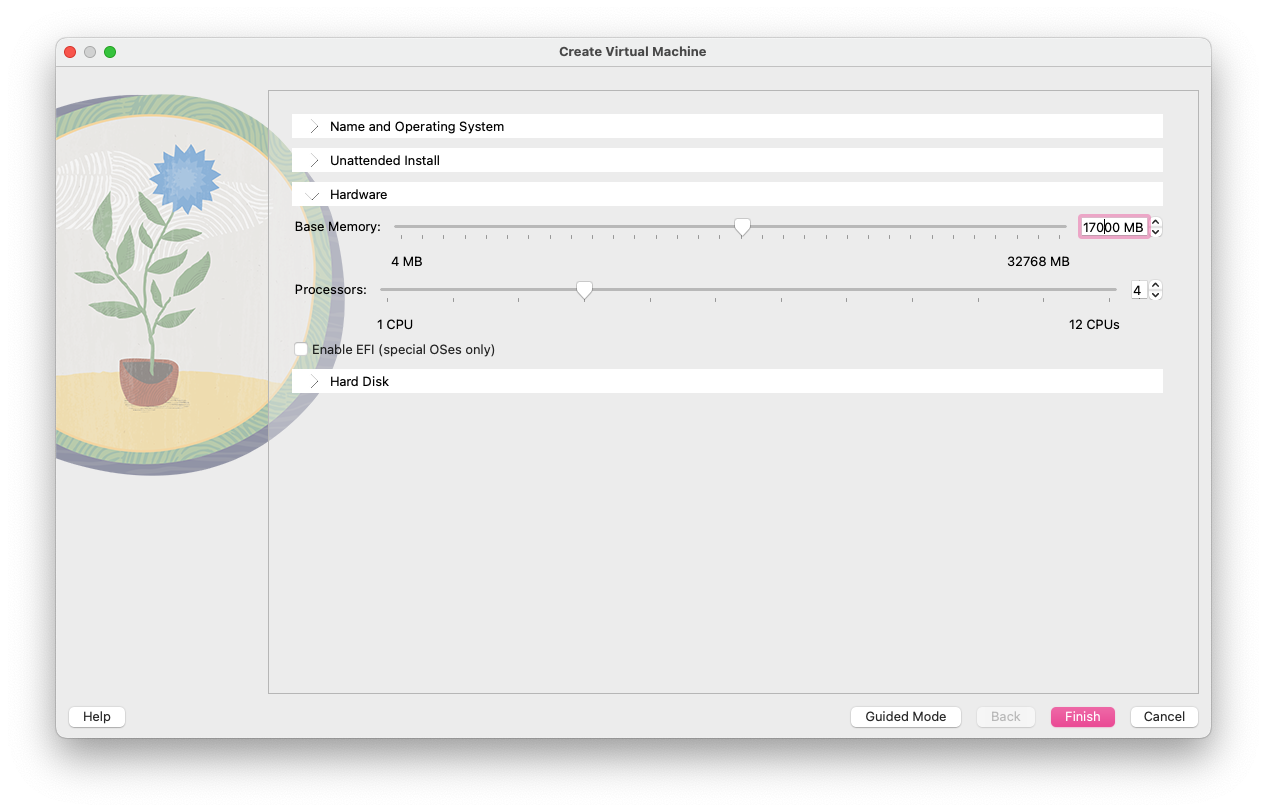 Create Virtual Machine
Name and Operating System
Unattended Install
Hardware
Base Memory: 17000 MB
4 MB 32768 MB
Processors: 4
1 CPU 12 CPUs
Enable EFI (special OSes only)
Hard Disk
Help Guided Mode Back Finish Cancel